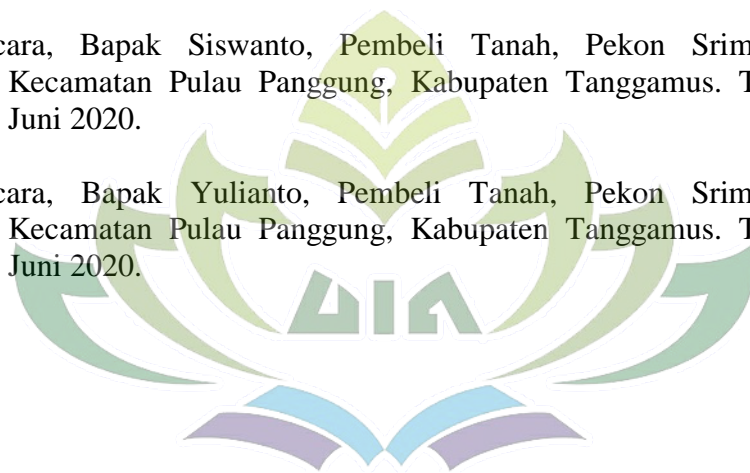 cara, Bapak Siswanto, Pembeli Tanah, Pekon Srim
Kecamatan Pulau Panggung, Kabupaten Tanggamus. T
Juni 2020.
cara, Bapak Yulianto, Pembeli Tanah, Pekon Srim
Kecamatan Pulau Panggung, Kabupaten Tanggamus. T
Juni 2020.
UIN